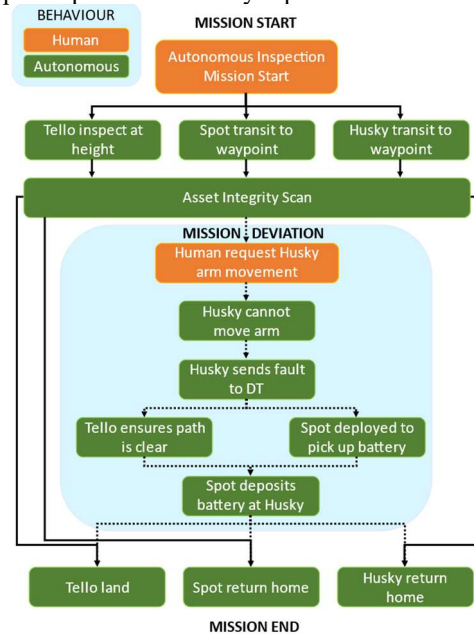 BEHAVIOUR
Human
Autonomous
MISSION START
Autonomous Inspection
Mission Start
Tello inspect at
height
Spot transit to
waypoint
Husky transit to
waypoint
Asset Integrity Scan
MISSION DEVIATION
Human request Husky
arm movement
Husky cannot
move arm
Husky sends fault
to DT
Tello ensures path
is clear
Spot deployed to
pick up battery
Spot deposits
battery at Husky
Tello land
Spot return home
Husky return
home
MISSION END